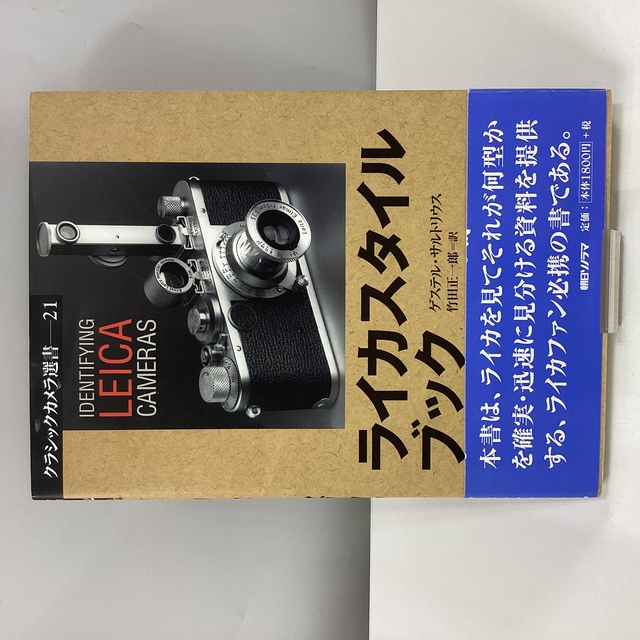 クラシックカメラ選書—21
IDENTIFYING
LEICA
CAMERAS
ライカスタイル
ブック
ゲステル・サルトリウス
竹田正一郎=訳
本書は、ライカを見てそれが何型か
を確実・迅速に見分ける資料を提供
する、ライカファン必携の書である。
朝日ソノラマ
定価:本体1800円+税